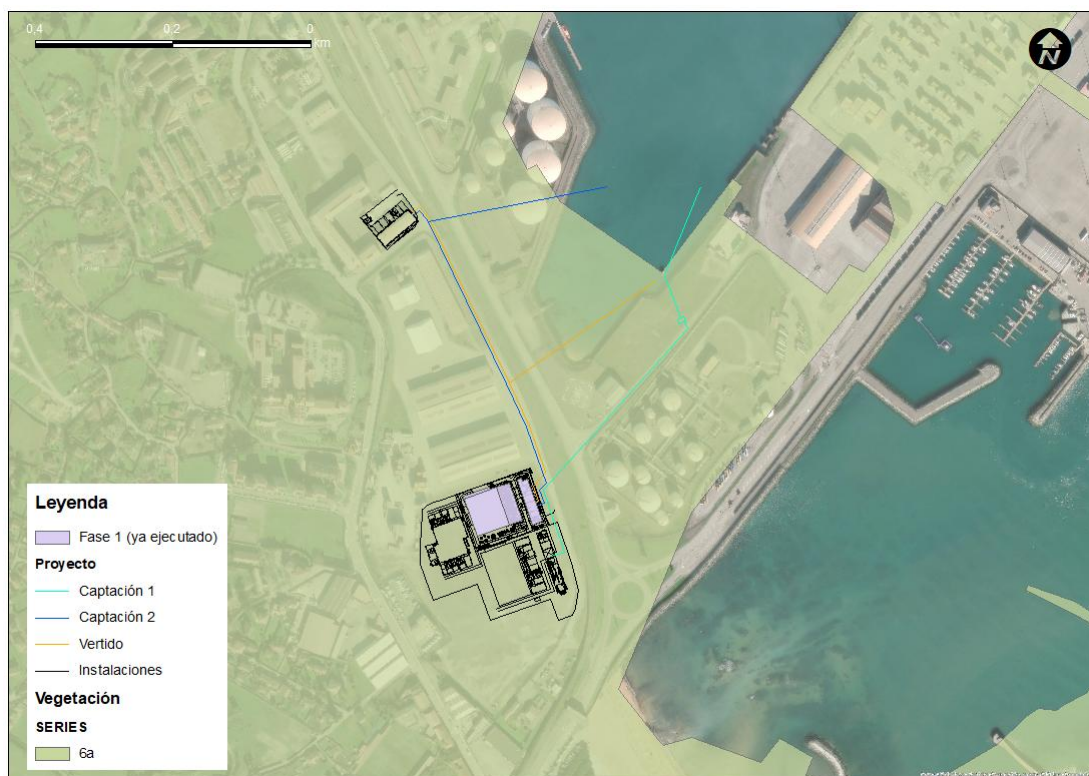 0,4 0,2 0
km
N
Leyenda
Fase 1 (ya ejecutado)
Proyecto
Captación 1
Captación 2
Vertido
Instalaciones
Vegetación
SERIES
6a